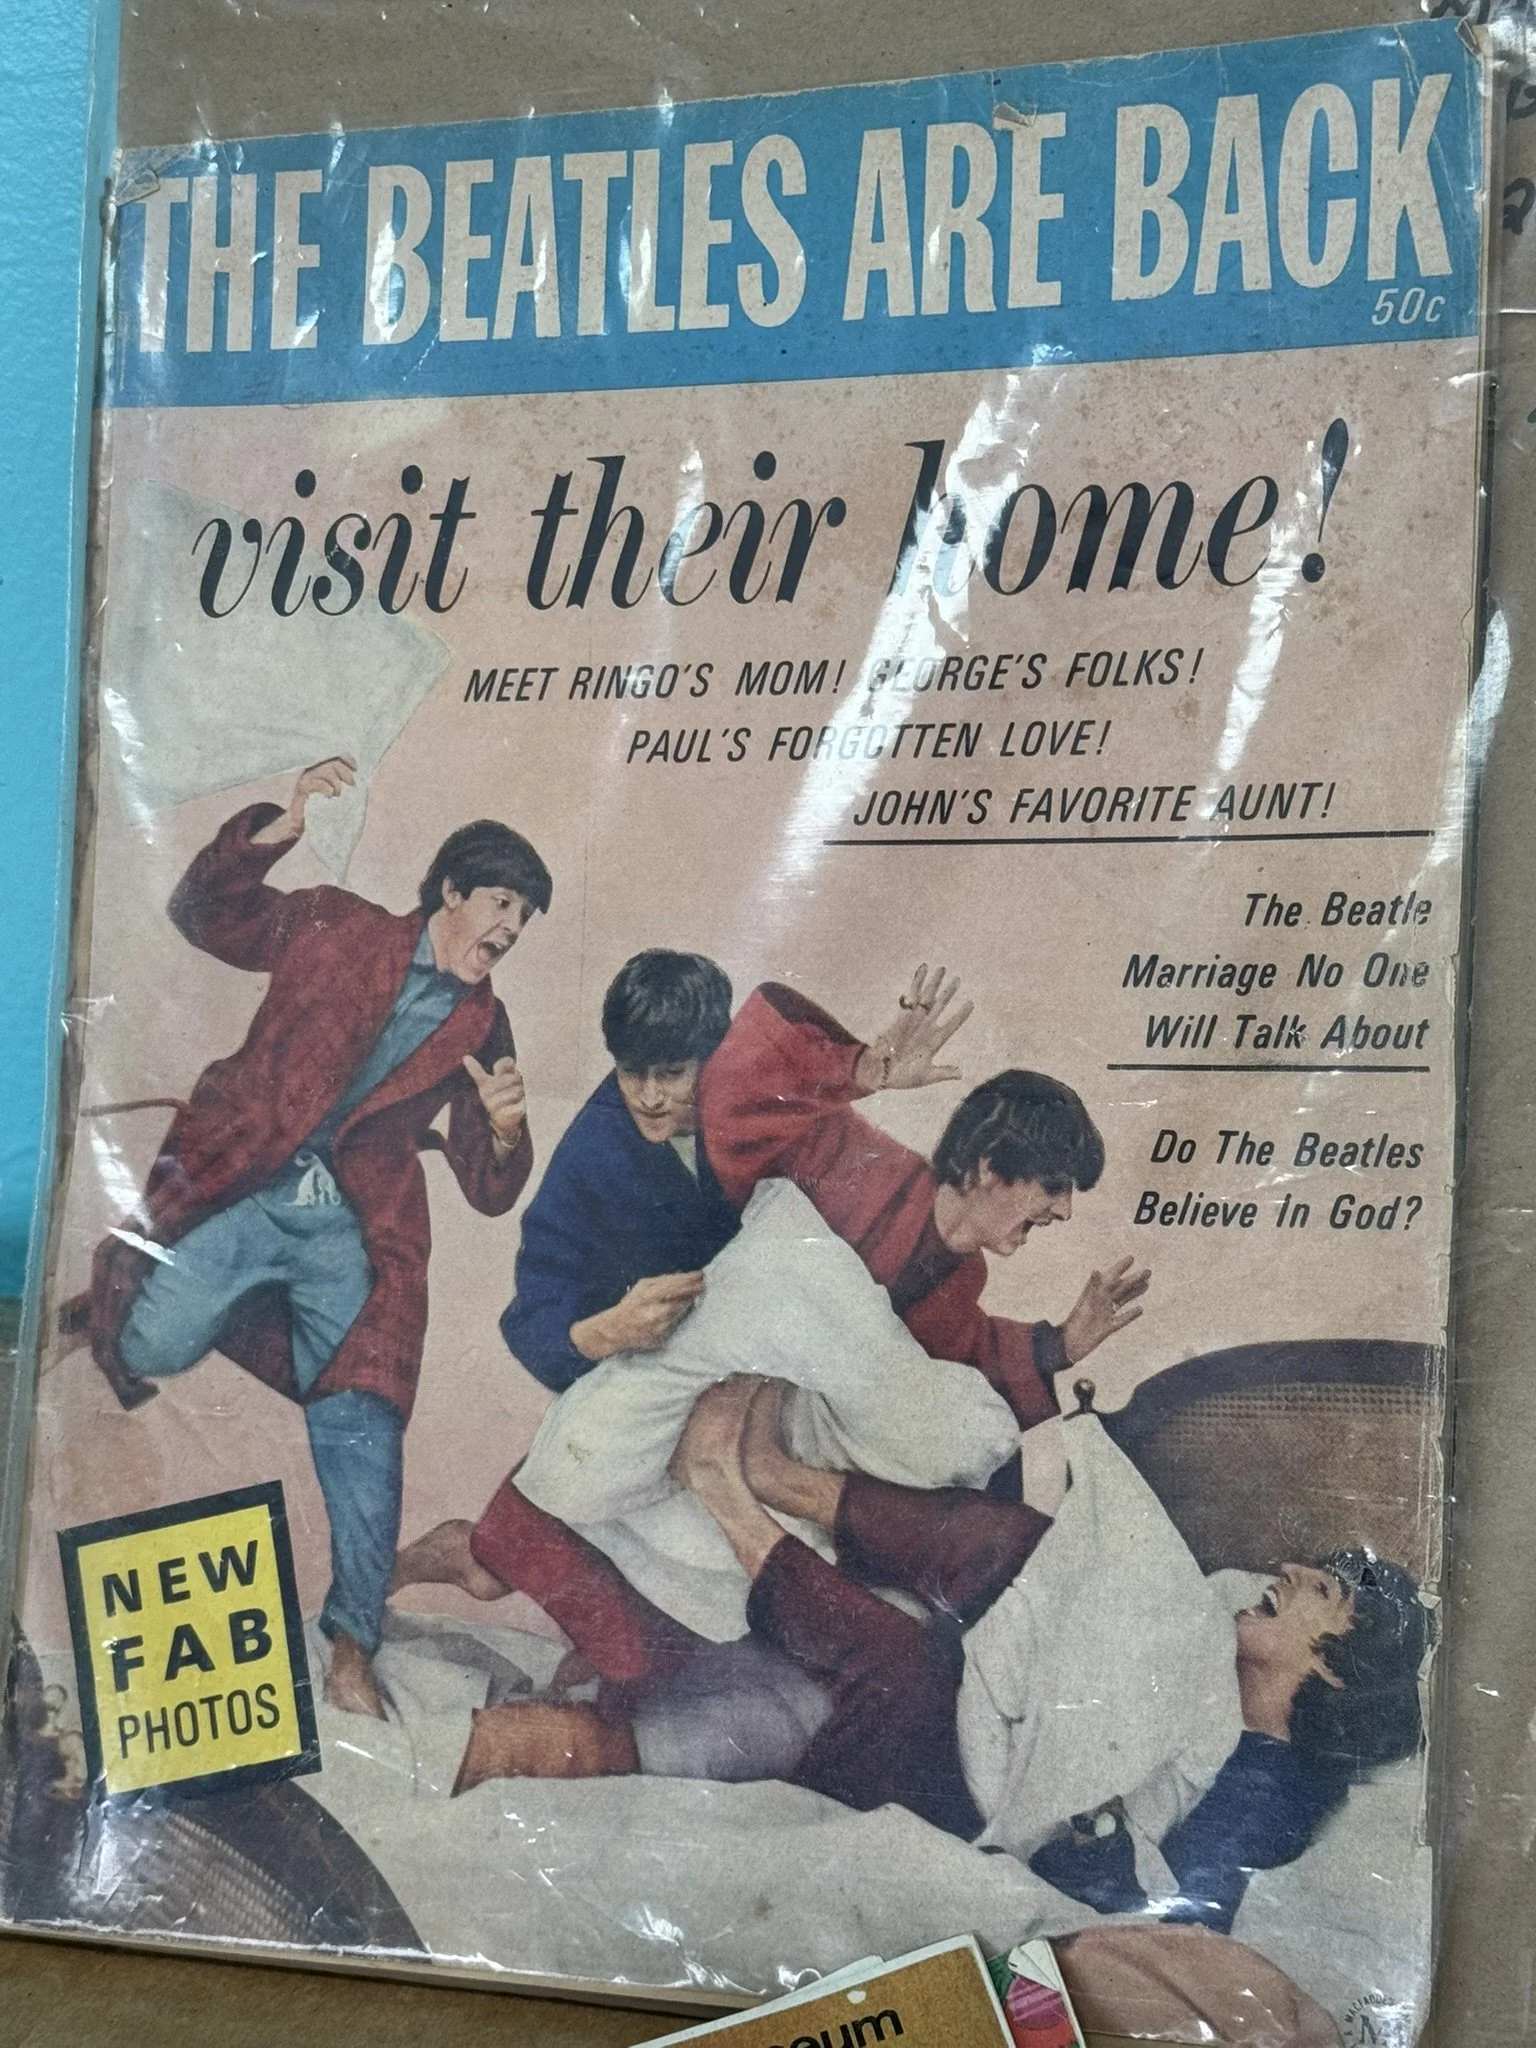 THE BEATLES ARE BACK
50c
visit their home!
MEET RINGO'S MOM! GEORGE'S FOLKS!
PAUL'S FORGOTTEN LOVE!
JOHN'S FAVORITE AUNT!
The Beatle
Marriage No One
Will Talk About
Do The Beatles
Believe In God?
NEW
FAB
PHOTOS